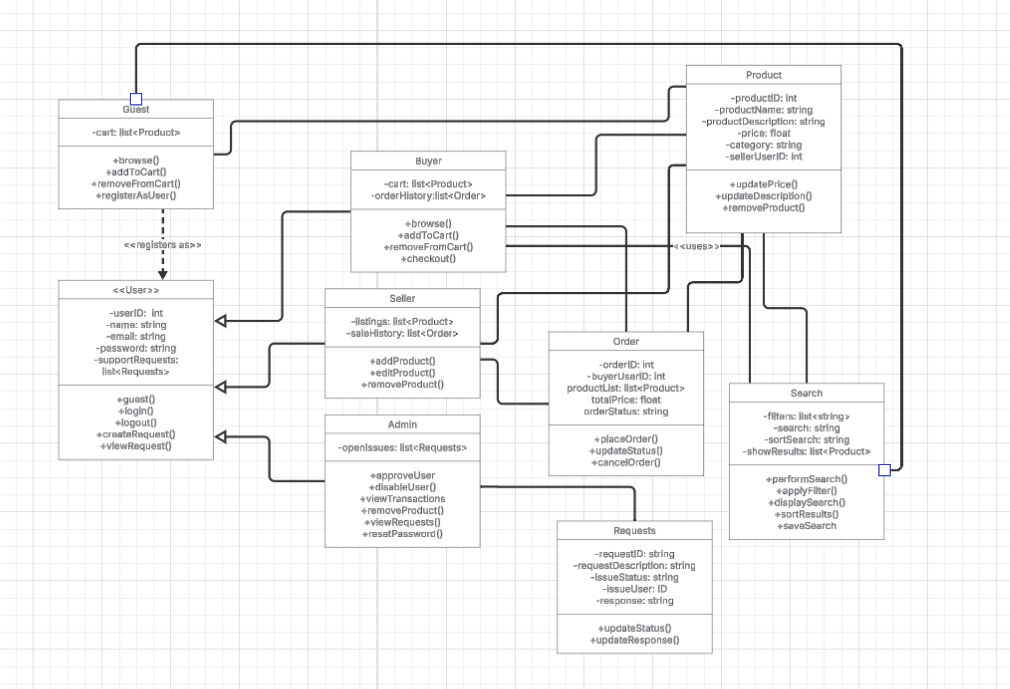 Guest
-cart: list<Product>
+browse()
+addToCart()
+removeFromCart()
+registerAsUser()
<<registers as>>
<<User>>
-userID: int
-name: string
-email: string
-password: string
-supportRequests:
list<Requests>
+guest()
+login()
+logout()
+createRequest()
+viewRequest()
Buyer
-cart: list<Product>
-orderHistory:list<Order>
+browse()
+addToCart()
+removeFromCart()
+checkout()
<<uses>>
Seller
-listings: list<Product>
-saleHistory: list<Order>
+addProduct()
+editProduct()
+removeProduct()
Admin
-openIssues: list<Requests>
+approveUser
+disableUser()
+viewTransactions
+removeProduct()
+viewRequests()
+resetPassword()
Product
-productID: int
-productName: string
-productDescription: string
-price: float
-category: string
-sellerUserID: int
+updatePrice()
+updateDescription()
+removeProduct()
Order
-orderID: int
-buyerUserID: int
productList: list<Product>
totalPrice: float
orderStatus: string
+placeOrder()
+updateStatus()
+cancelOrder()
Search
-filters: list<string>
-search: string
-sortSearch: string
-showResults: list<Product>
+performSearch()
+applyFilter()
+displaySearch()
+sortResults()
+saveSearch
Requests
-requestID: string
-requestDescription: string
-issueStatus: string
-issueUser: ID
-response: string
+updateStatus()
+updateResponse()